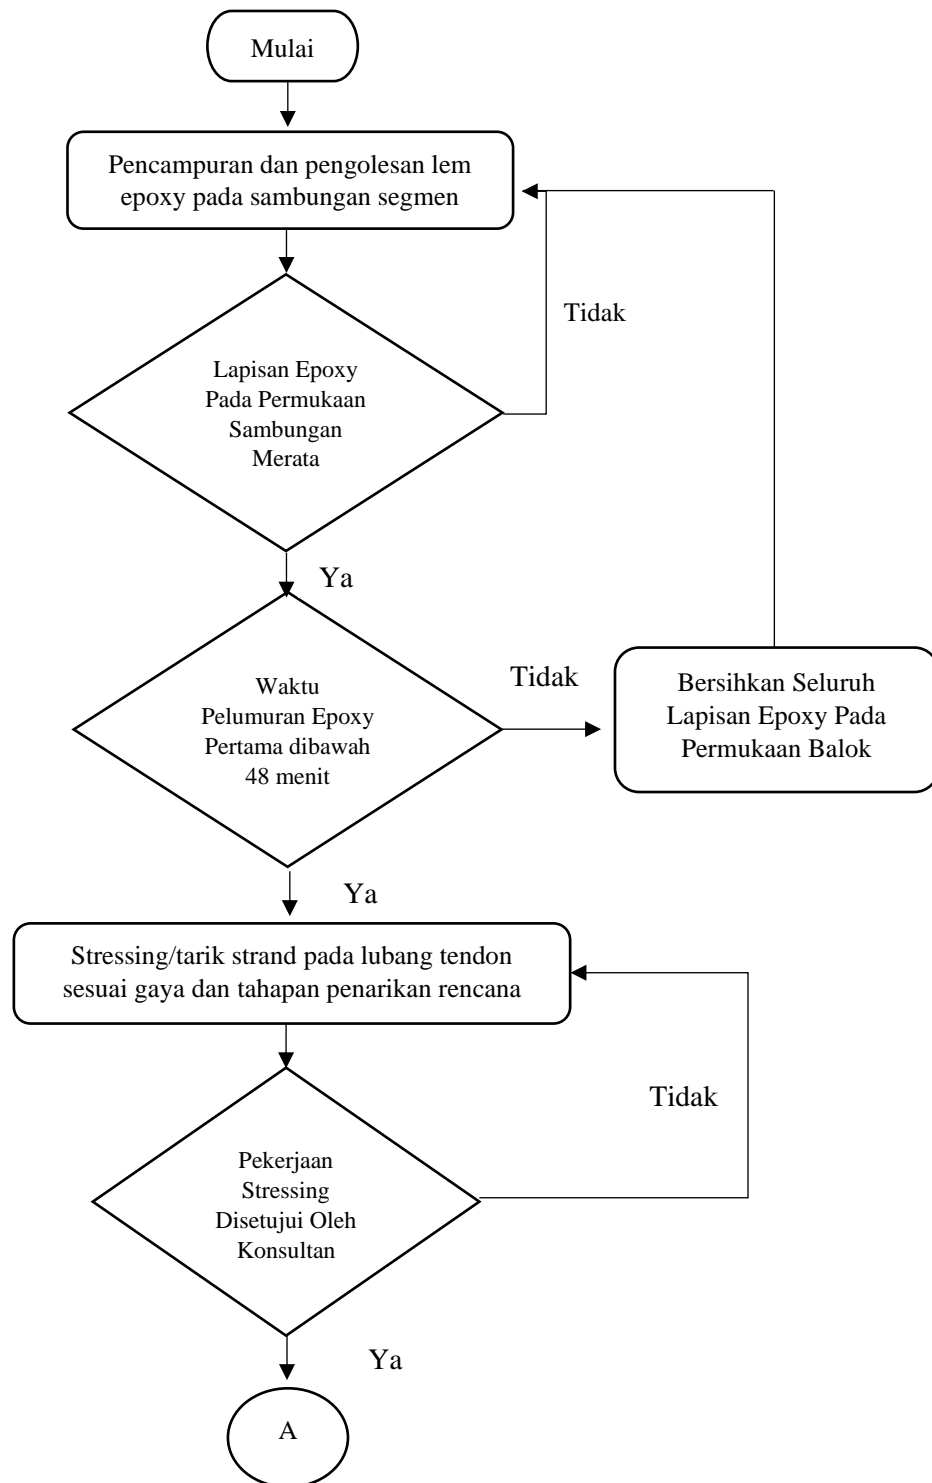 Mulai
Pencampuran dan pengolesan lem
epoxy pada sambungan segmen
Tidak
Lapisan Epoxy
Pada Permukaan
Sambungan
Merata
Ya
Waktu
Pelumuran Epoxy
Pertama dibawah
48 menit
Tidak
Bersihkan Seluruh
Lapisan Epoxy Pada
Permukaan Balok
Ya
Stressing/tarik strand pada lubang tendon
sesuai gaya dan tahapan penarikan rencana
Tidak
Pekerjaan
Stressing
Disetujui Oleh
Konsultan
Ya
A